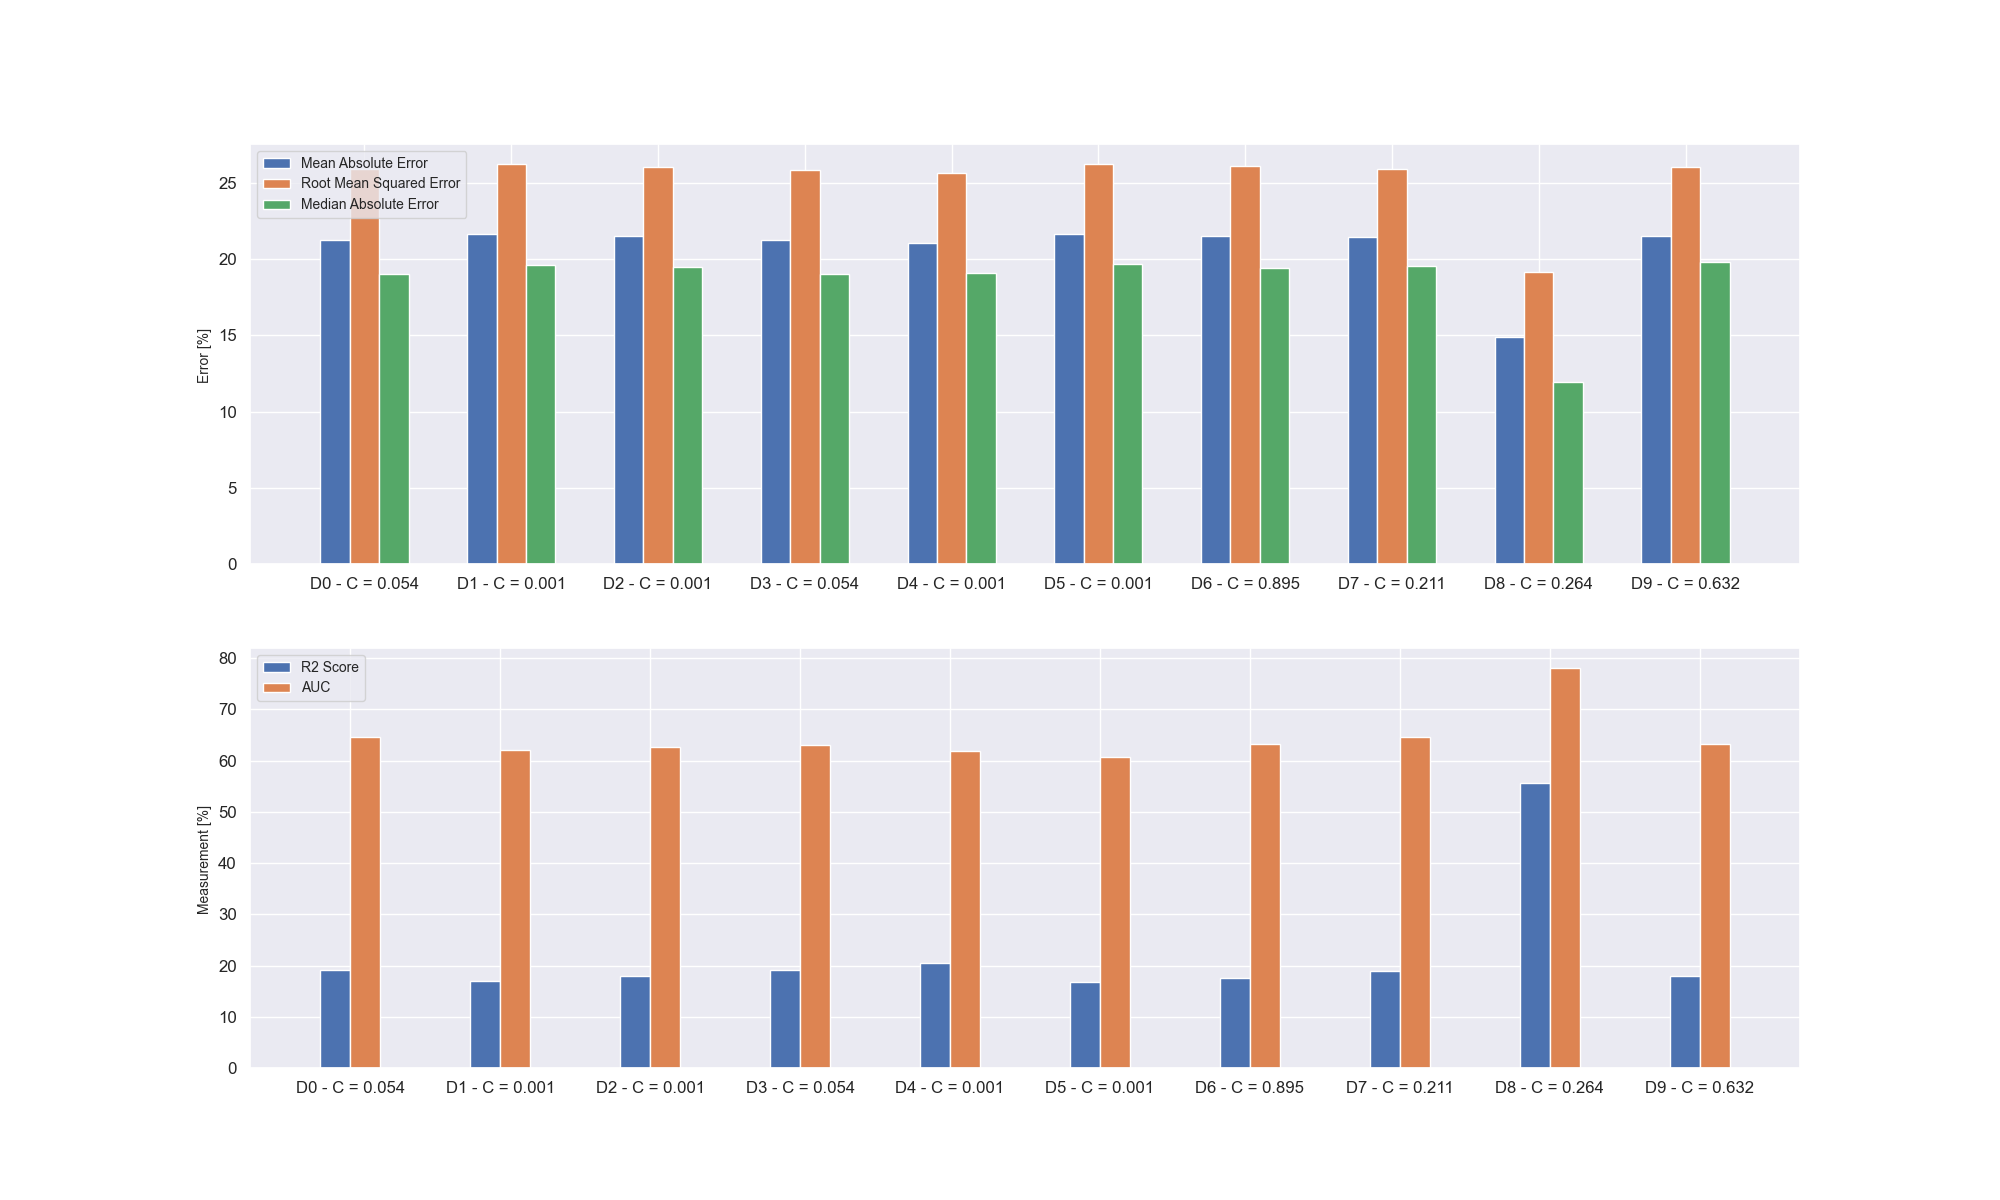 Mean Absolute Error
Root Mean Squared Error
Median Absolute Error
Error [%]
25
20
15
10
5
0
D0 - C = 0.054 D1 - C = 0.001 D2 - C = 0.001 D3 - C = 0.054 D4 - C = 0.001 D5 - C = 0.001 D6 - C = 0.895 D7 - C = 0.211 D8 - C = 0.264 D9 - C = 0.632
R2 Score
AUC
Measurement [%]
80
70
60
50
40
30
20
10
0
D0 - C = 0.054 D1 - C = 0.001 D2 - C = 0.001 D3 - C = 0.054 D4 - C = 0.001 D5 - C = 0.001 D6 - C = 0.895 D7 - C = 0.211 D8 - C = 0.264 D9 - C = 0.632